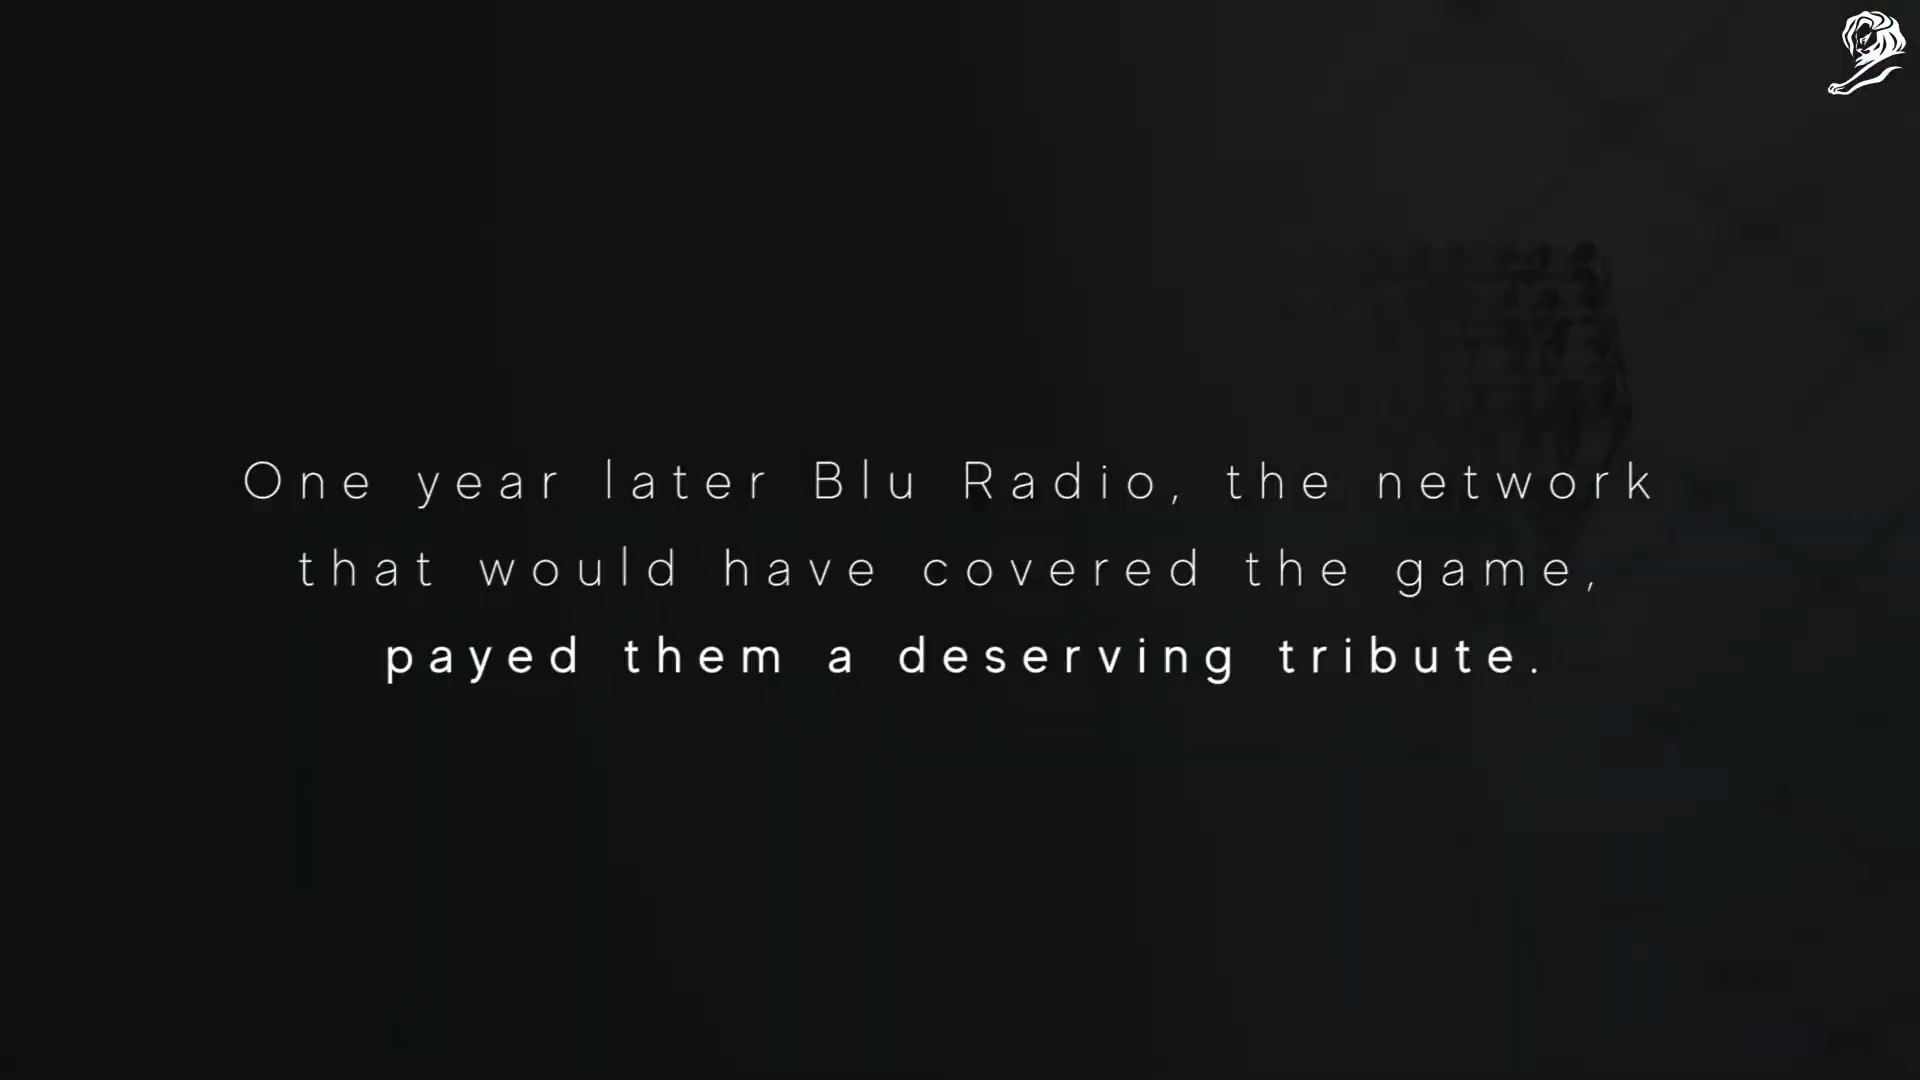 One year later Blu Radio, the network
that would have covered the game,
payed them a deserving tribute.